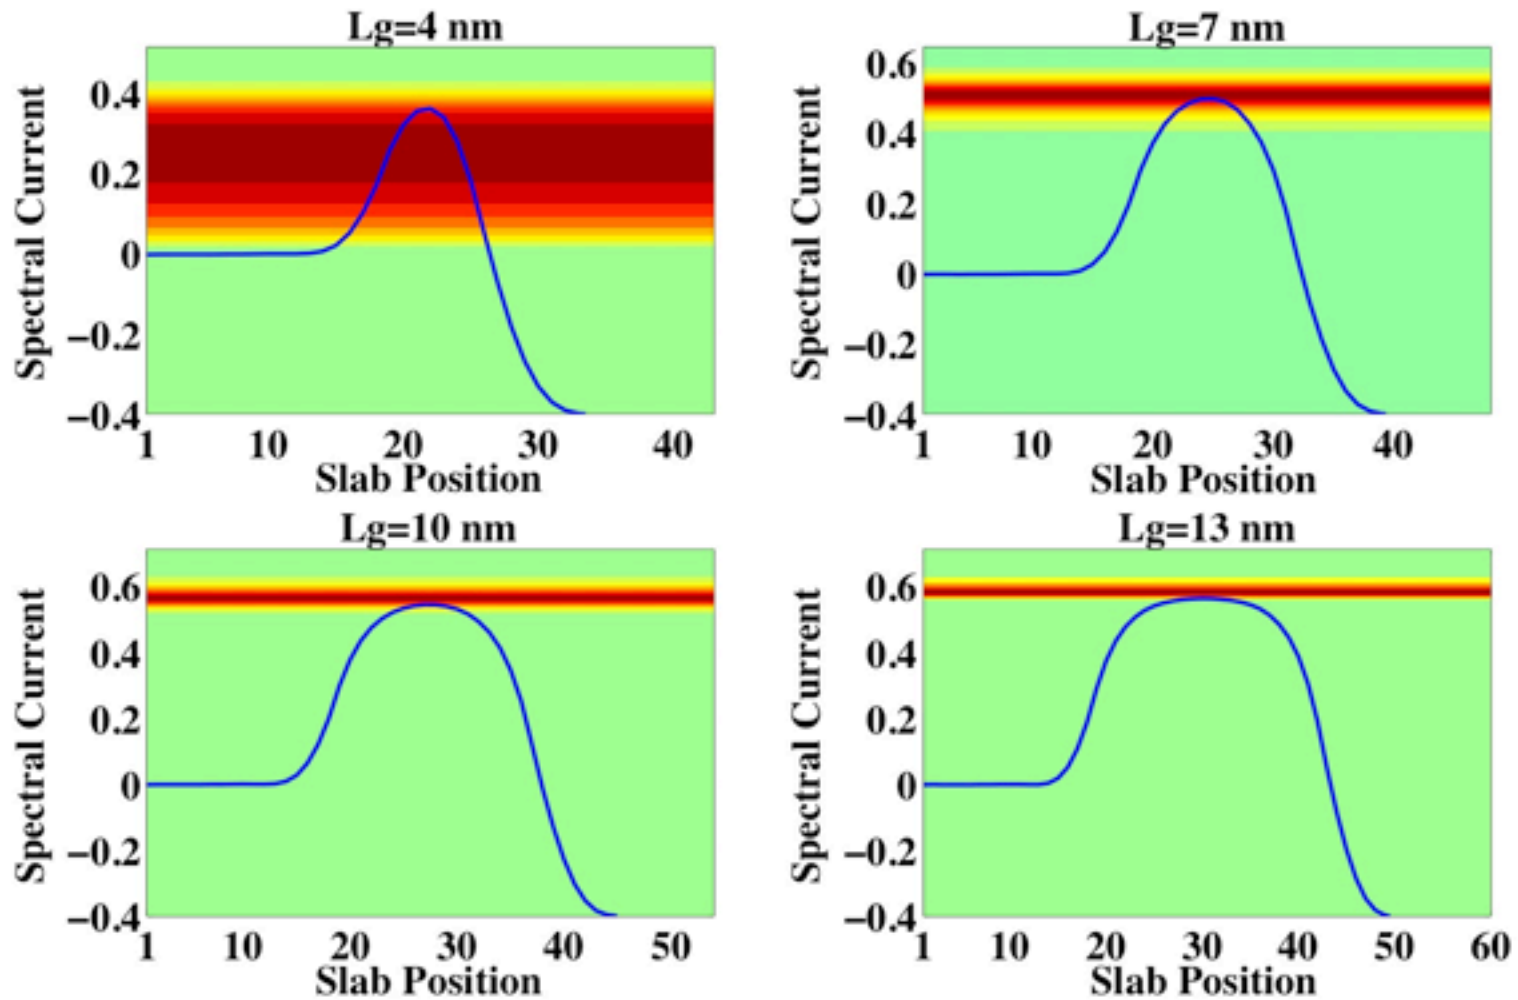 Lg=4 nm
Spectral Current
0.4
0.2
0
−0.2
−0.4
1 10 20 30 40
Slab Position
Lg=7 nm
Spectral Current
0.6
0.4
0.2
0
−0.2
−0.4
1 10 20 30 40
Slab Position
Lg=10 nm
Spectral Current
0.6
0.4
0.2
0
−0.2
−0.4
1 10 20 30 40 50
Slab Position
Lg=13 nm
Spectral Current
0.6
0.4
0.2
0
−0.2
−0.4
1 10 20 30 40 50 60
Slab Position